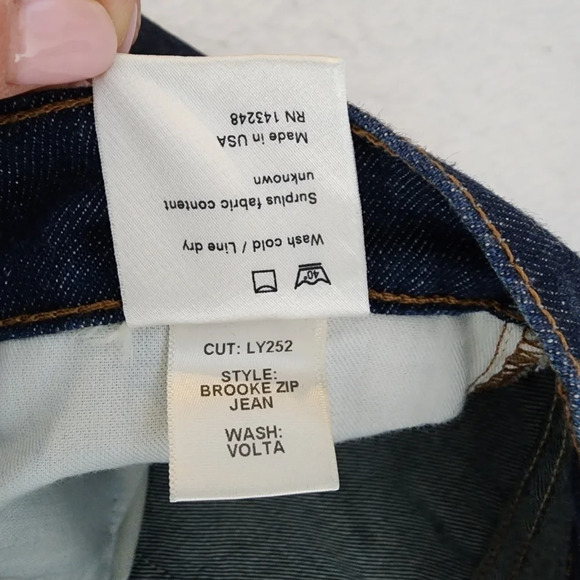 40°
Wash cold / Line dry
Surplus fabric content
unknown
Made in USA
RN 143248
CUT: LY252
STYLE:
BROOKE ZIP
JEAN
WASH:
VOLTA